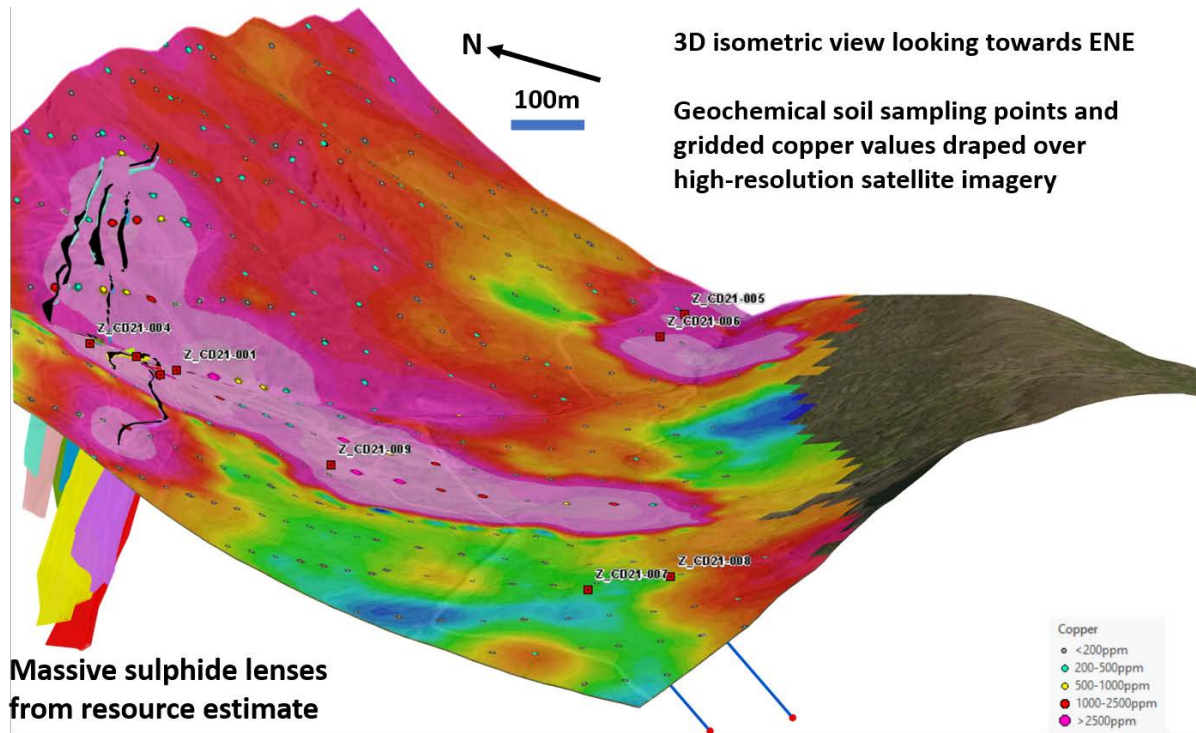 N
100m
3D isometric view looking towards ENE
Geochemical soil sampling points and
gridded copper values draped over
high-resolution satellite imagery
Z_CD21-005
Z_CD21-006
Z_CD21-004
Z_CD21-001
Z_CD21-009
Z_CD21-007
Z_CD21-008
Massive sulphide lenses
from resource estimate
Copper
<200ppm
200-500ppm
500-1000ppm
1000-2500ppm
>2500ppm